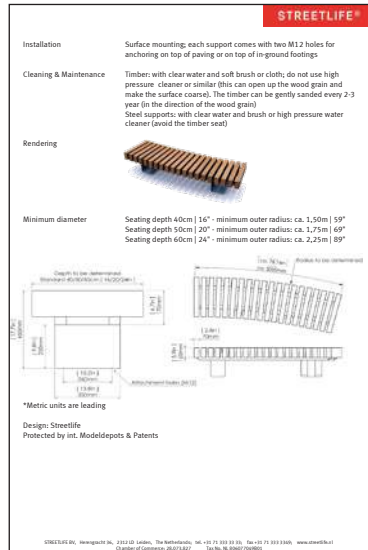 STREETLIFE®
Installation
Surface mounting; each support comes with two M12 holes for
anchoring on top of paving or on top of in-ground footings
Cleaning & Maintenance
Timber: with clear water and soft brush or cloth; do not use high
pressure cleaner or similar (this can open up the wood grain and
make the surface coarse). The timber can be gently sanded every 2-3
year (in the direction of the wood grain)
Steel supports: with clear water and brush or high pressure water
cleaner (avoid the timber seat)
Rendering
Minimum diameter
Seating depth 40cm | 16" - minimum outer radius: ca. 1,50m | 59"
Seating depth 50cm | 20" - minimum outer radius: ca. 1,75m | 69"
Seating depth 60cm | 24" - minimum outer radius: ca. 2,25m | 89"
Depth to be determined
Radius to be determined
Attachment holes
*Metric units are leading
Design: Streetlife
Protected by int. Modeldepots & Patents
STREETLIFE BV, Herengracht 36, 2312 LD Leiden, The Netherlands; tel. +31 71 333 33 33; fax +31 71 333 3369; www.streetlife.nl
Chamber of Commerce: 28.073.027 Tax No. NL 006077069B01